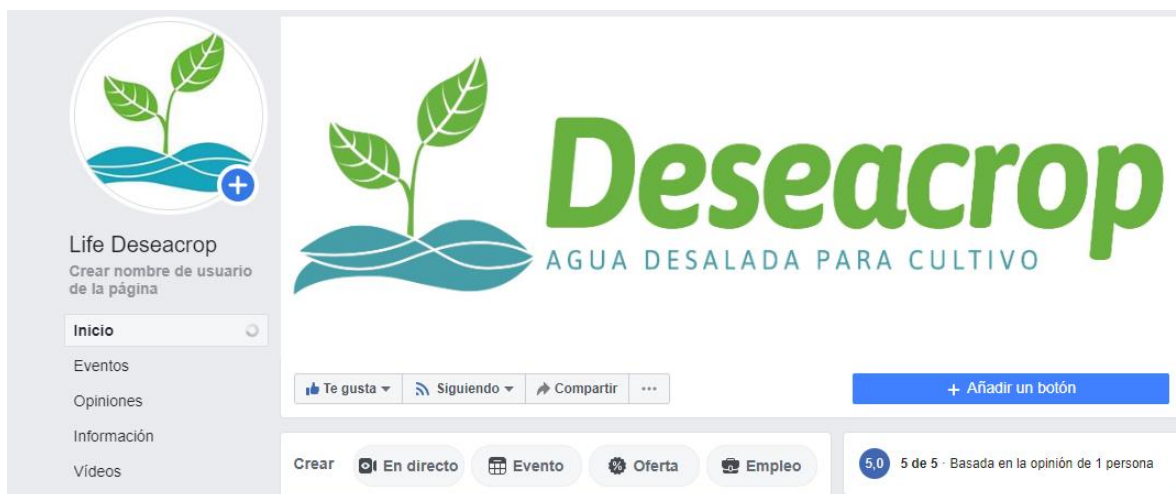 Deseacrop
AGUA DESALADA PARA CULTIVO
Life Deseacrop
Crear nombre de usuario
de la página
Inicio
Eventos
Opiniones
Información
Vídeos
Te gusta
Siguiendo
Compartir
+ Añadir un botón
Crear
En directo
Evento
Oferta
Empleo
5,0
5 de 5 · Basada en la opinión de 1 persona